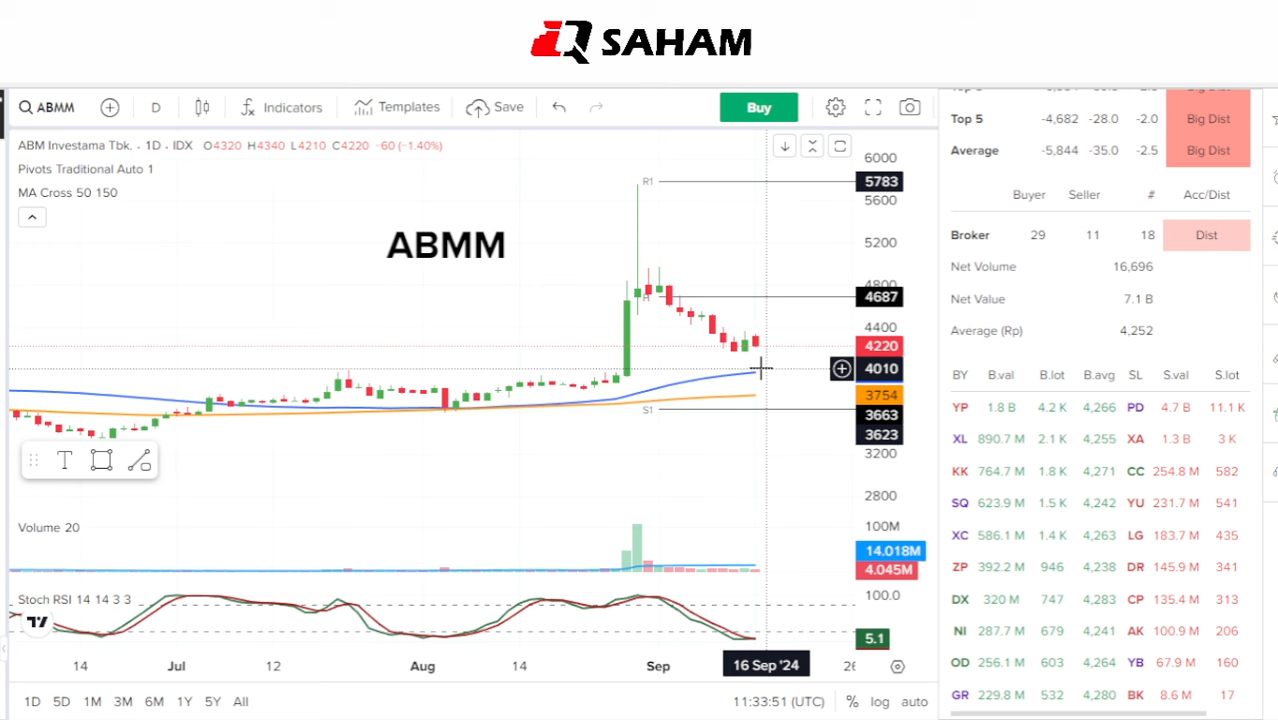 iQ SAHAM
ABMM D Indicators Templates Save Buy
ABM Investama Tbk. · 1D · IDX O4320 H4340 L4210 C4220 -60 (-1.40%)
Pivots Traditional Auto 1
MA Cross 50 150
ABMM
R1
P
S1
6000
5783
5600
5200
4800
4687
4400
4220
4010
3754
3663
3623
3200
2800
T
Volume 20
100M
14.018M
4.045M
Stoch RSI 14 14 3 3
100.0
5.1
14 Jul 12 Aug 14 Sep 16 Sep '24 26
1D 5D 1M 3M 6M 1Y 5Y All 11:33:51 (UTC) % log auto
Top 5 -4,682 -28.0 -2.0 Big Dist
Average -5,844 -35.0 -2.5 Big Dist
Buyer Seller # Acc/Dist
Broker 29 11 18 Dist
Net Volume 16,696
Net Value 7.1 B
Average (Rp) 4,252
BY B.val B.lot B.avg SL S.val S.lot
YP 1.8 B 4.2 K 4,266 PD 4.7 B 11.1 K
XL 890.7 M 2.1 K 4,255 XA 1.3 B 3 K
KK 764.7 M 1.8 K 4,271 CC 254.8 M 582
SQ 623.9 M 1.5 K 4,242 YU 231.7 M 541
XC 586.1 M 1.4 K 4,263 LG 183.7 M 435
ZP 392.2 M 946 4,238 DR 145.9 M 341
DX 320 M 747 4,283 CP 135.4 M 313
NI 287.7 M 679 4,241 AK 100.9 M 206
OD 256.1 M 603 4,264 YB 67.9 M 160
GR 229.8 M 532 4,280 BK 8.6 M 17